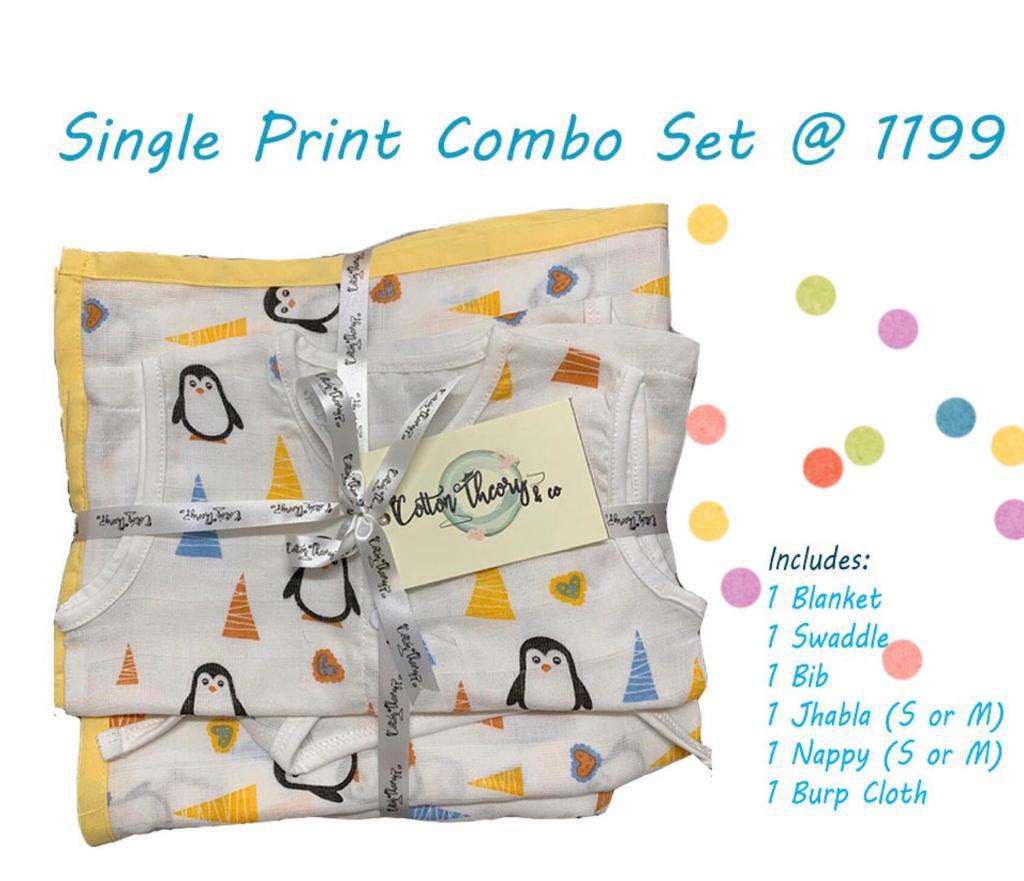 Single Print Combo Set @ 1199
Cotton Theory & co
Includes:
1 Blanket
1 Swaddle
1 Bib
1 Jhabla (S or M)
1 Nappy (S or M)
1 Burp Cloth